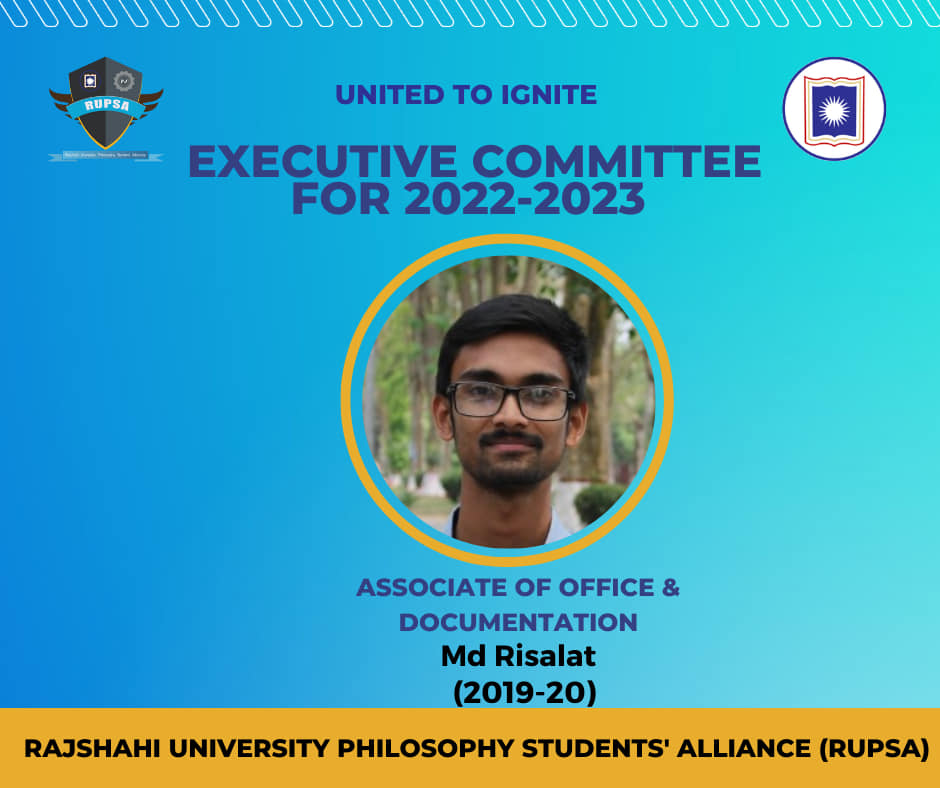 RUPSA
UNITED TO IGNITE
EXECUTIVE COMMITTEE
FOR 2022-2023
ASSOCIATE OF OFFICE &
DOCUMENTATION
Md Risalat
(2019-20)
RAJSHAHI UNIVERSITY PHILOSOPHY STUDENTS' ALLIANCE (RUPSA)